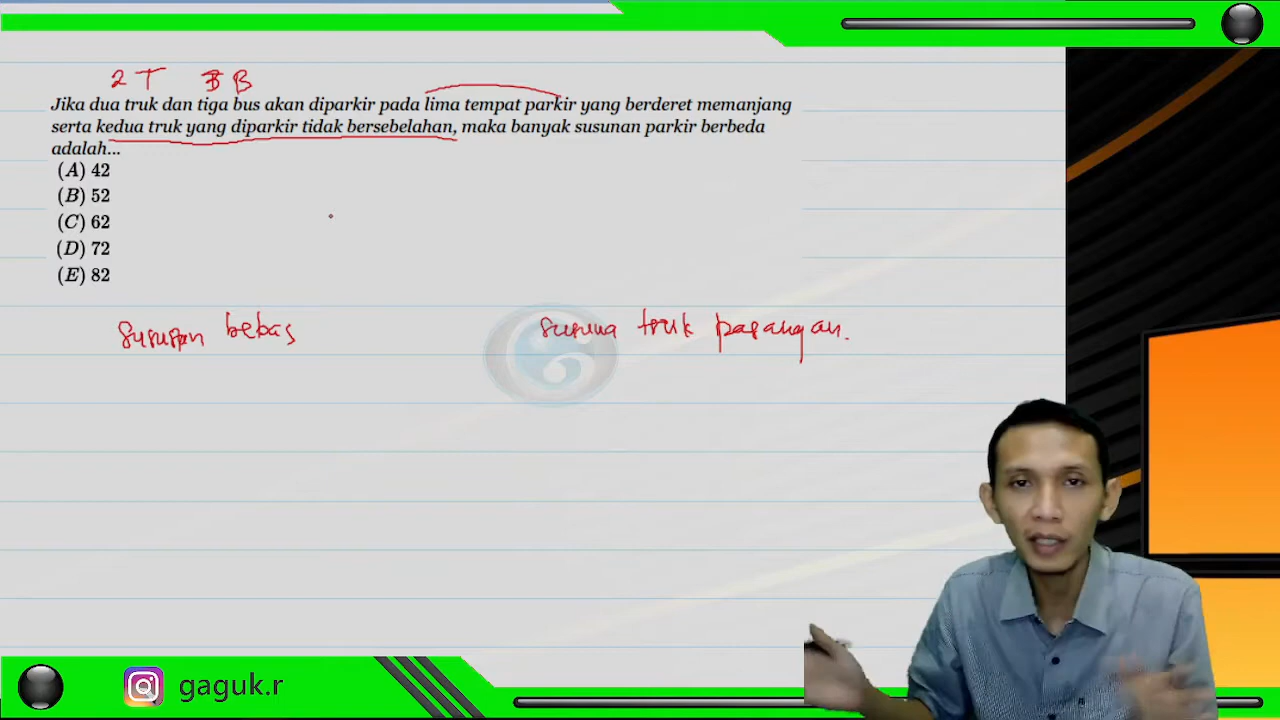 2 T 3 B
Jika dua truk dan tiga bus akan diparkir pada lima tempat parkir yang berderet memanjang
serta kedua truk yang diparkir tidak bersebelahan, maka banyak susunan parkir berbeda
adalah...
(A) 42
(B) 52
(C) 62
(D) 72
(E) 82
Susunan bebas
susuna truk pasangan.
gaguk.r